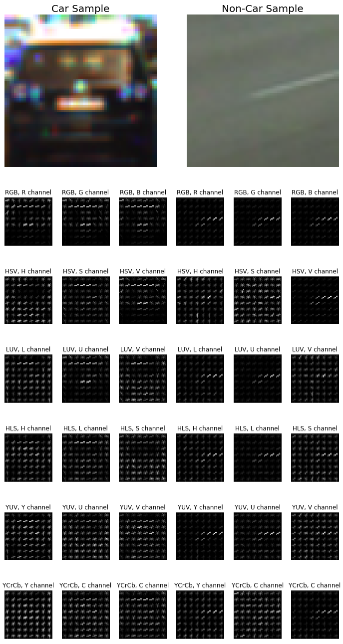 Car Sample Non-Car Sample
RGB, R channel RGB, G channel RGB, B channel RGB, R channel RGB, G channel RGB, B channel
HSV, H channel HSV, S channel HSV, V channel HSV, H channel HSV, S channel HSV, V channel
LUV, L channel LUV, U channel LUV, V channel LUV, L channel LUV, U channel LUV, V channel
HLS, H channel HLS, L channel HLS, S channel HLS, H channel HLS, L channel HLS, S channel
YUV, Y channel YUV, U channel YUV, V channel YUV, Y channel YUV, U channel YUV, V channel
YCrCb, Y channel YCrCb, C channel YCrCb, C channel YCrCb, Y channel YCrCb, C channel YCrCb, C channel